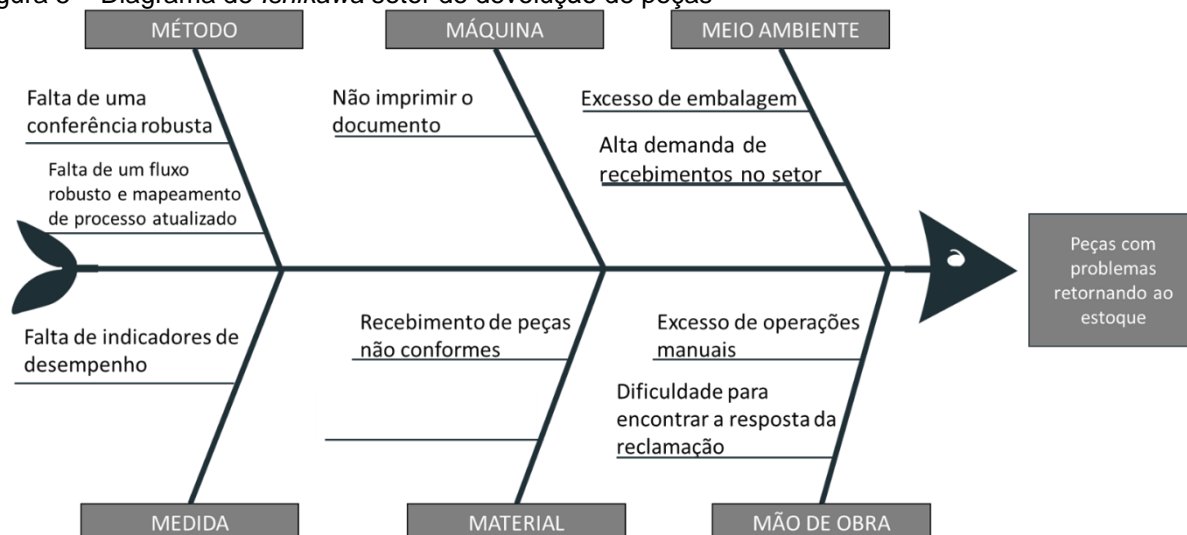 Diagrama de Ishikawa setor de devolução de peças
MÉTODO
MÁQUINA
MEIO AMBIENTE
Falta de uma
conferência robusta
Falta de um fluxo
robusto e mapeamento
de processo atualizado
Não imprimir o
documento
Excesso de embalagem
Alta demanda de
recebimentos no setor
Peças com
problemas
retornando ao
estoque
Falta de indicadores de
desempenho
Recebimento de peças
não conformes
Excesso de operações
manuais
Dificuldade para
encontrar a resposta da
reclamação
MEDIDA
MATERIAL
MÃO DE OBRA